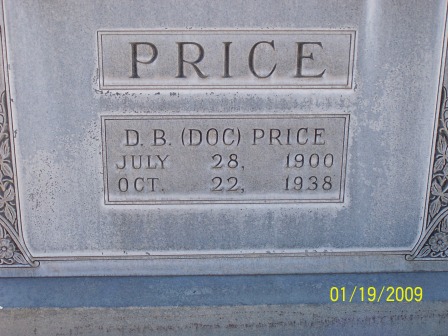 PRICE
D. B. (DOC) PRICE
JULY 28, 1900
OCT. 22, 1938
01/19/2009